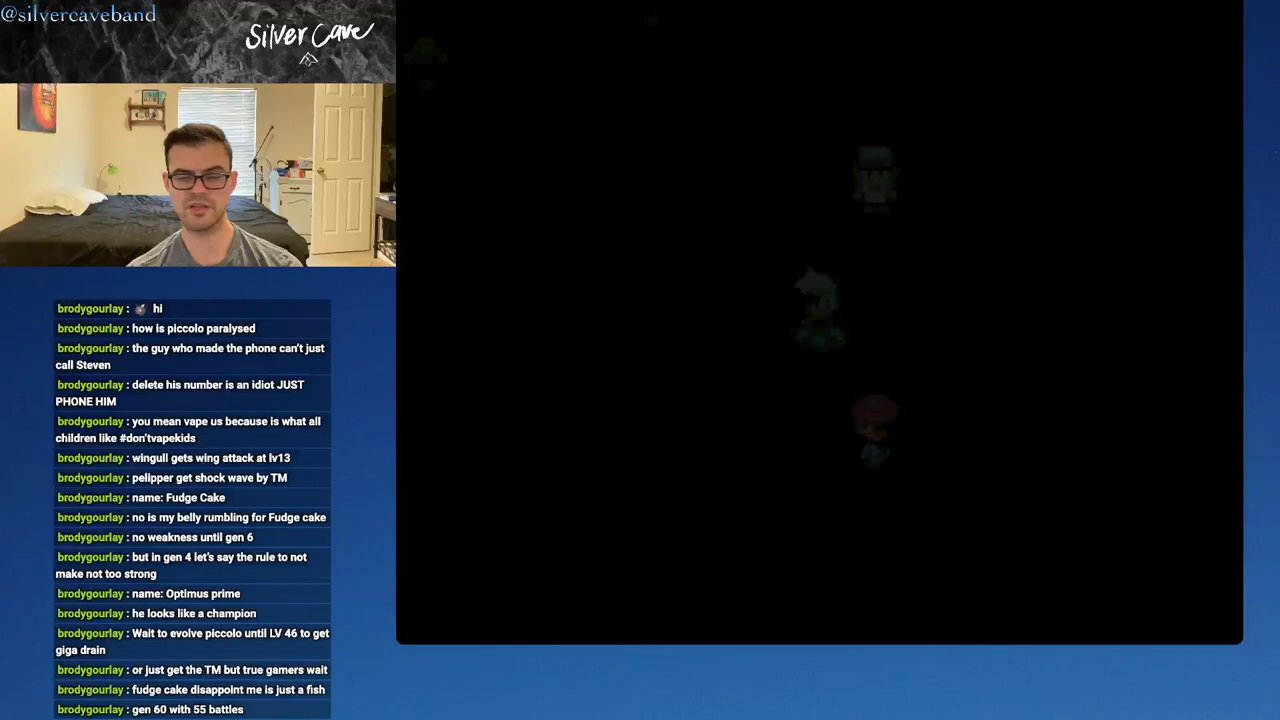 @silvercaveband
Silver Cave
brodygourlay : hi
brodygourlay : how is piccolo paralysed
brodygourlay : the guy who made the phone can't just
call Steven
brodygourlay : delete his number is an idiot JUST
PHONE HIM
brodygourlay : you mean vape us because is what all
children like #don'tvapekids
brodygourlay : wingull gets wing attack at lv13
brodygourlay : pelipper get shock wave by TM
brodygourlay : name: Fudge Cake
brodygourlay : no is my belly rumbling for Fudge cake
brodygourlay : no weakness until gen 6
brodygourlay : but in gen 4 let's say the rule to not
make not too strong
brodygourlay : name: Optimus prime
brodygourlay : he looks like a champion
brodygourlay : Wait to evolve piccolo until LV 46 to get
giga drain
brodygourlay : or just get the TM but true gamers wait
brodygourlay : fudge cake disappoint me is just a fish
brodygourlay : gen 60 with 55 battles